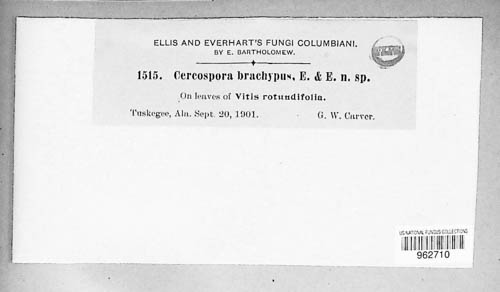 ELLIS AND EVERHART'S FUNGI COLUMBIANI.
BY E. BARTHOLOMEW.
1515. Cercospora brachypus, E. & E. n. sp.
On leaves of Vitis rotundifolia.
Tuskegee, Ala. Sept. 20, 1901. G. W. Carver.
US NATIONAL FUNGUS COLLECTIONS
962710